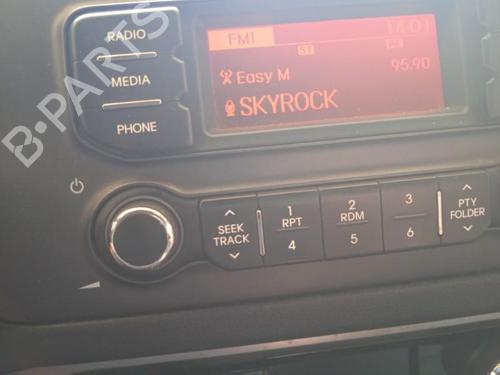 RADIO
MEDIA
PHONE
FM1
14:01
ST
Easy M
95.90
SKYROCK
B-PARTS
SEEK
TRACK
1
RPT
4
2
RDM
5
3
6
PTY
FOLDER